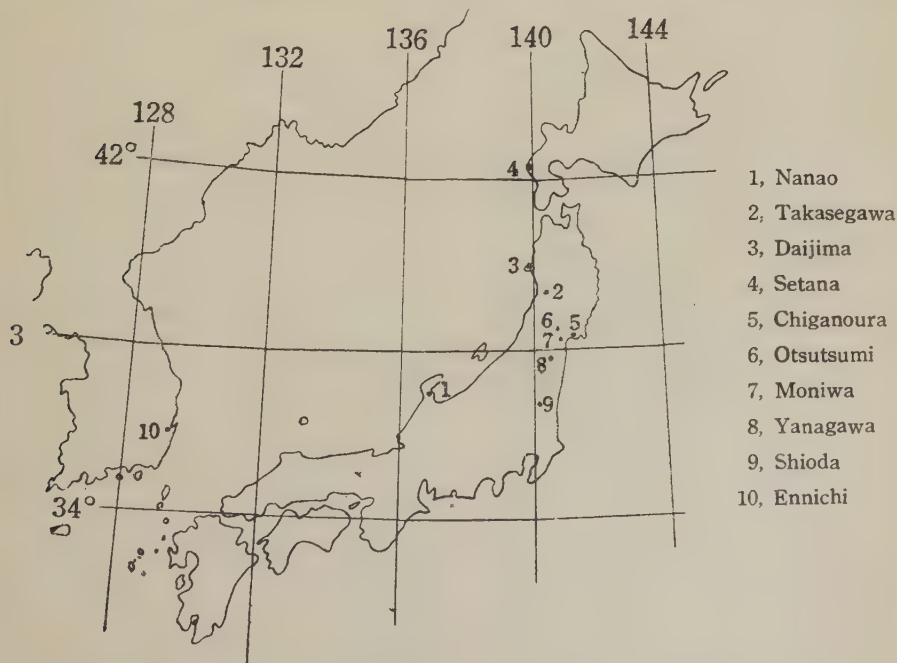 128
132
136
140
144
42°
3
34°
4
3
2
6
5
7
8
1
9
10
1, Nanao
2, Takasegawa
3, Daijima
4, Setana
5, Chiganoura
6, Otsutsumi
7, Moniwa
8, Yanagawa
9, Shioda
10, Ennichi